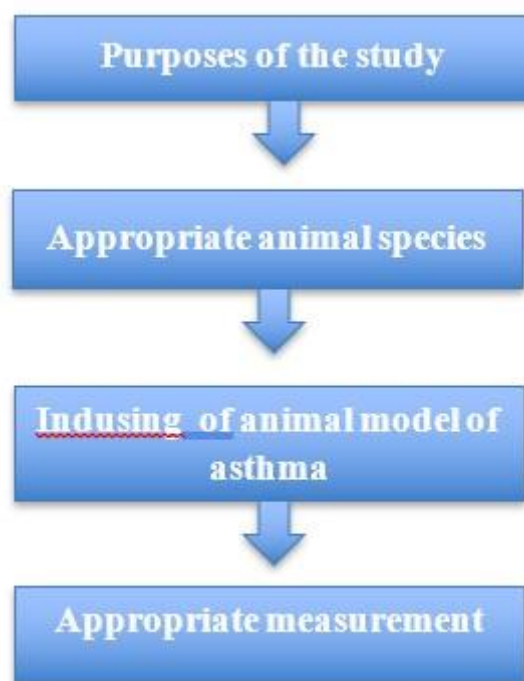 Purposes of the study
Appropriate animal species
Indusing of animal model of
asthma
Appropriate measurement